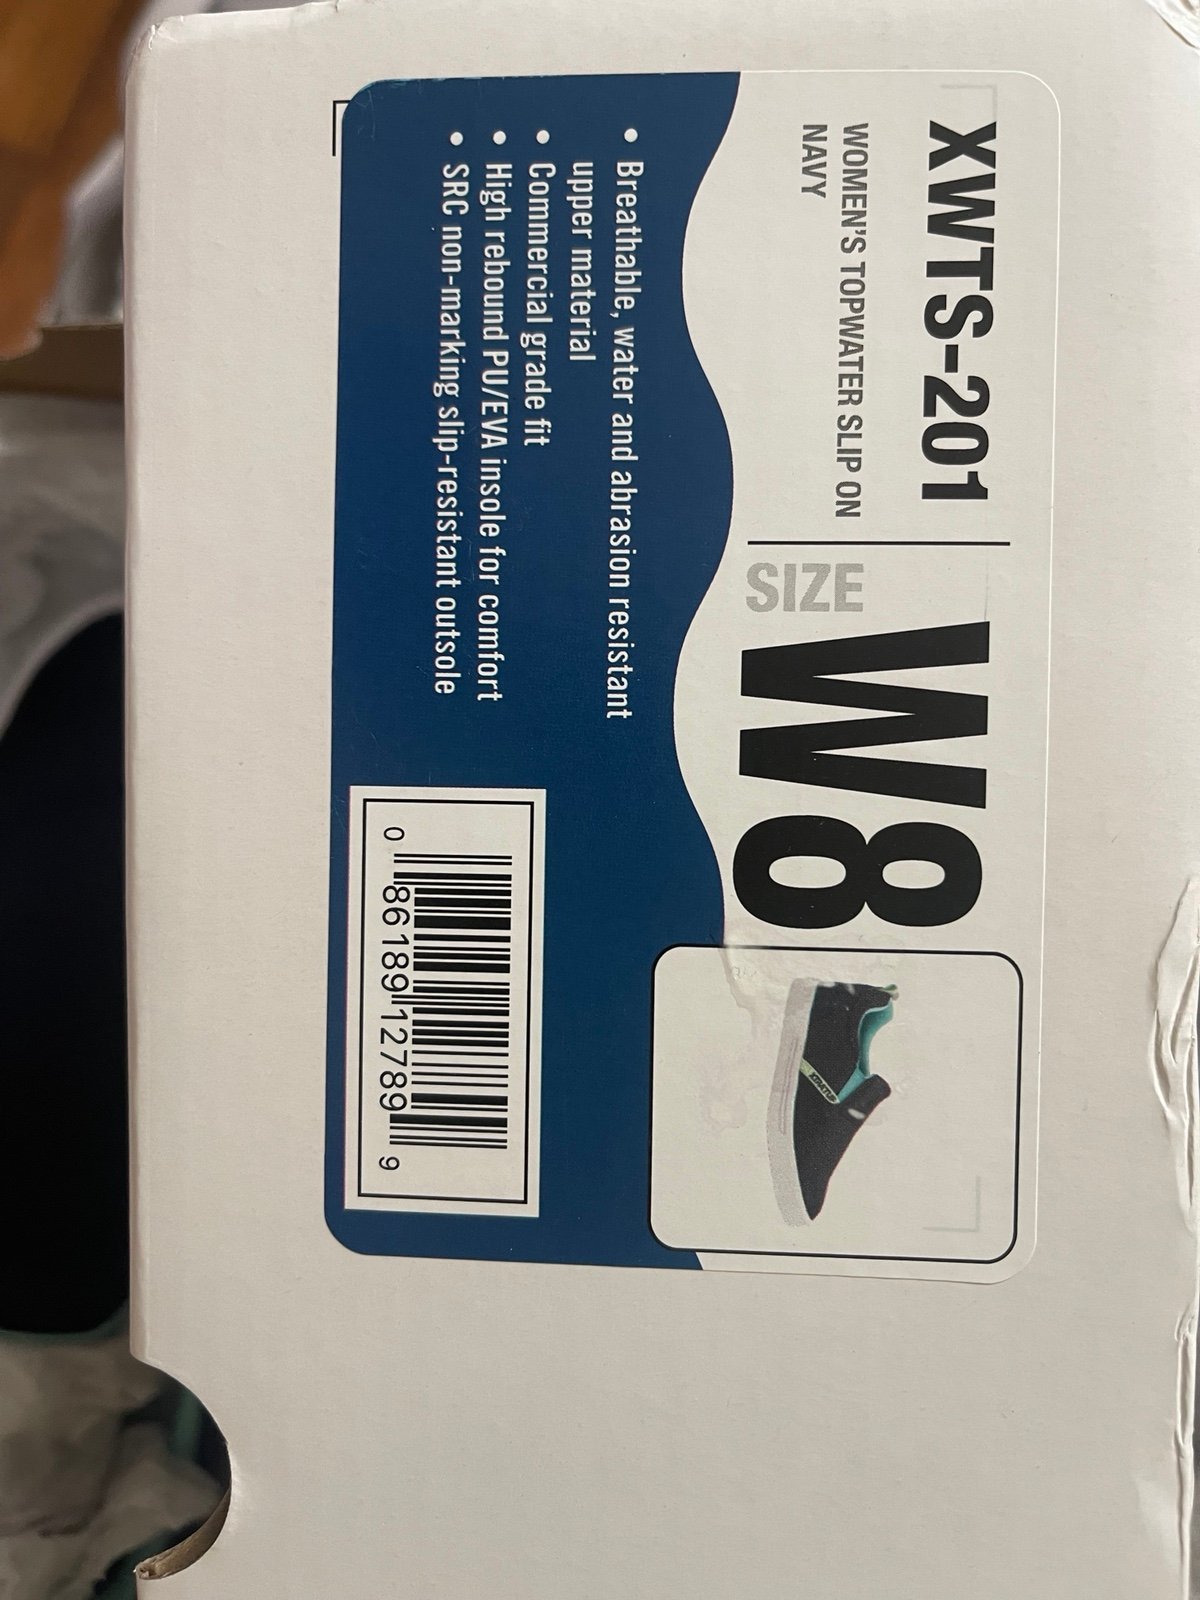 XWTS-201
WOMEN'S TOPWATER SLIP ON
NAVY
SIZE
W8
• Breathable, water and abrasion resistant
upper material
• Commercial grade fit
• High rebound PU/EVA insole for comfort
• SRC non-marking slip-resistant outsole
0 86189 12789 9